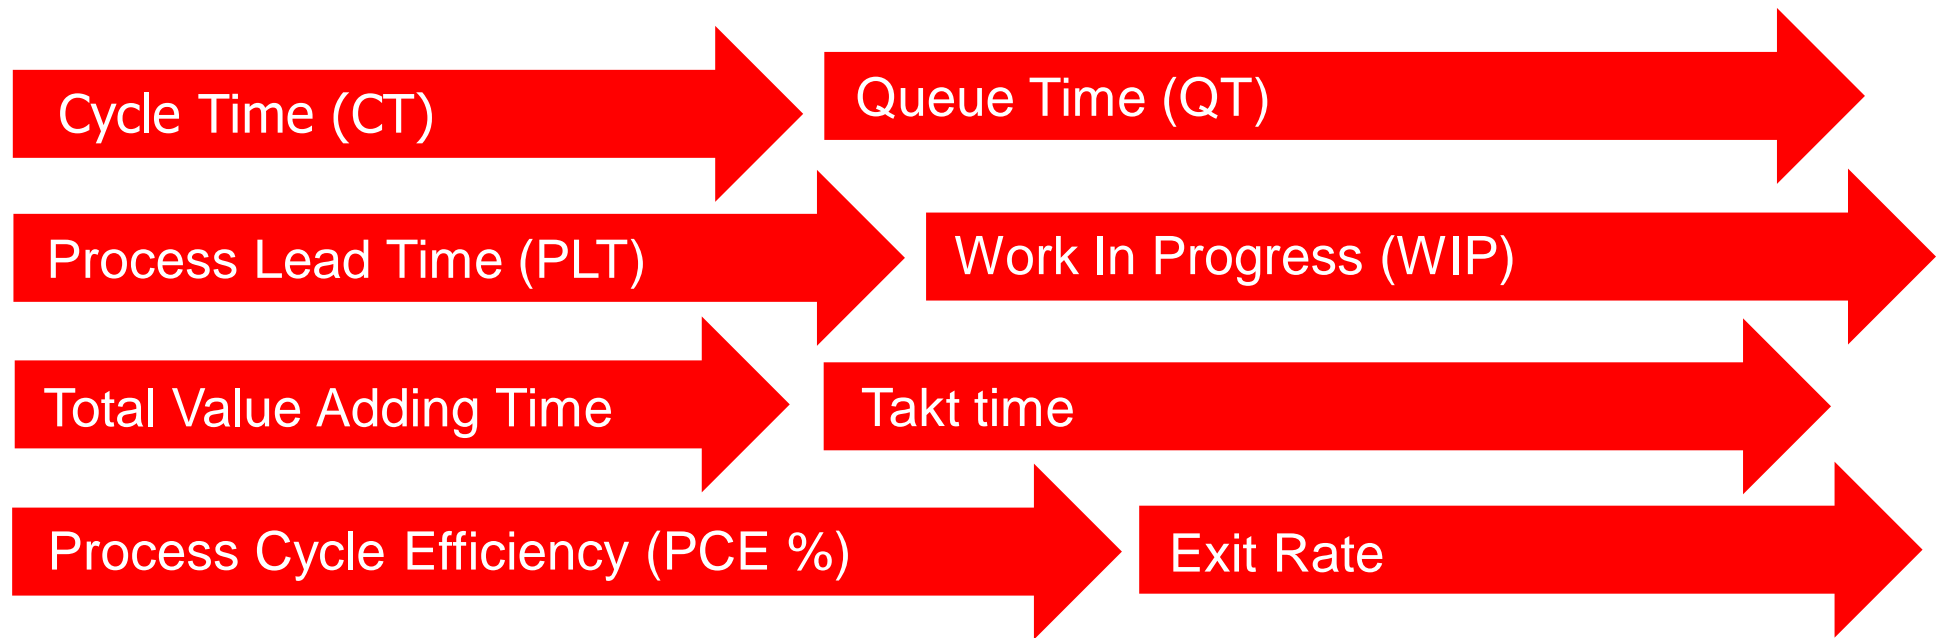 Cycle Time (CT)
Queue Time (QT)
Process Lead Time (PLT)
Work In Progress (WIP)
Total Value Adding Time
Takt time
Process Cycle Efficiency (PCE %)
Exit Rate